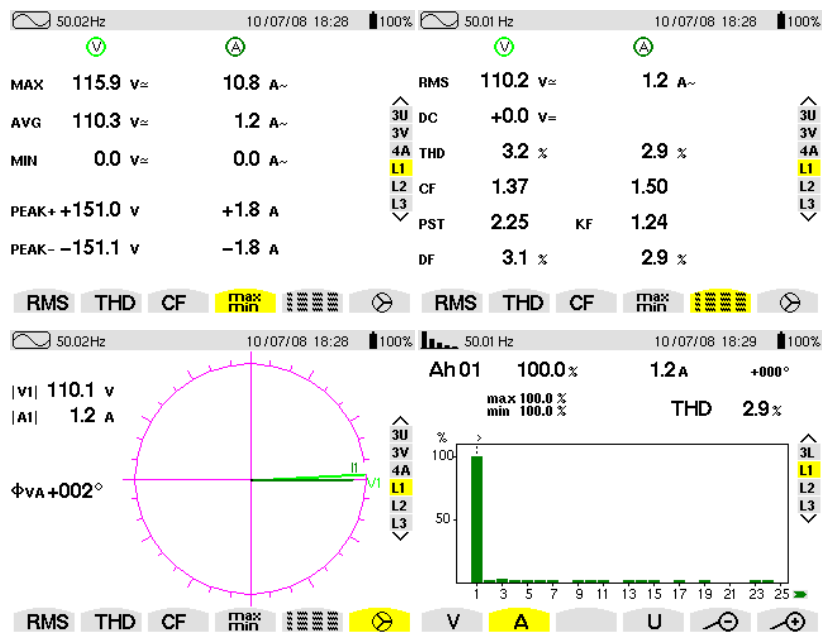 50.02Hz 10/07/08 18:28 100%
V A
MAX 115.9 V≃ 10.8 A~
AVG 110.3 V≃ 1.2 A~
MIN 0.0 V≃ 0.0 A~
PEAK+ +151.0 V +1.8 A
PEAK- -151.1 V -1.8 A
3U
3V
4A
L1
L2
L3
RMS THD CF max min
50.01 Hz 10/07/08 18:28 100%
V A
RMS 110.2 V≃ 1.2 A~
DC +0.0 V=
THD 3.2 % 2.9 %
CF 1.37 1.50
PST 2.25 KF 1.24
DF 3.1 % 2.9 %
3U
3V
4A
L1
L2
L3
RMS THD CF max min
50.02Hz 10/07/08 18:28 100%
|V1| 110.1 V
|A1| 1.2 A
ΦVA +002°
I1
V1
3U
3V
4A
L1
L2
L3
RMS THD CF max min
50.01 Hz 10/07/08 18:29 100%
Ah 01 100.0 % 1.2 A +000°
max 100.0 %
min 100.0 %
THD 2.9 %
%
100
50
1 3 5 7 9 11 13 15 17 19 21 23 25
3L
L1
L2
L3
V A U